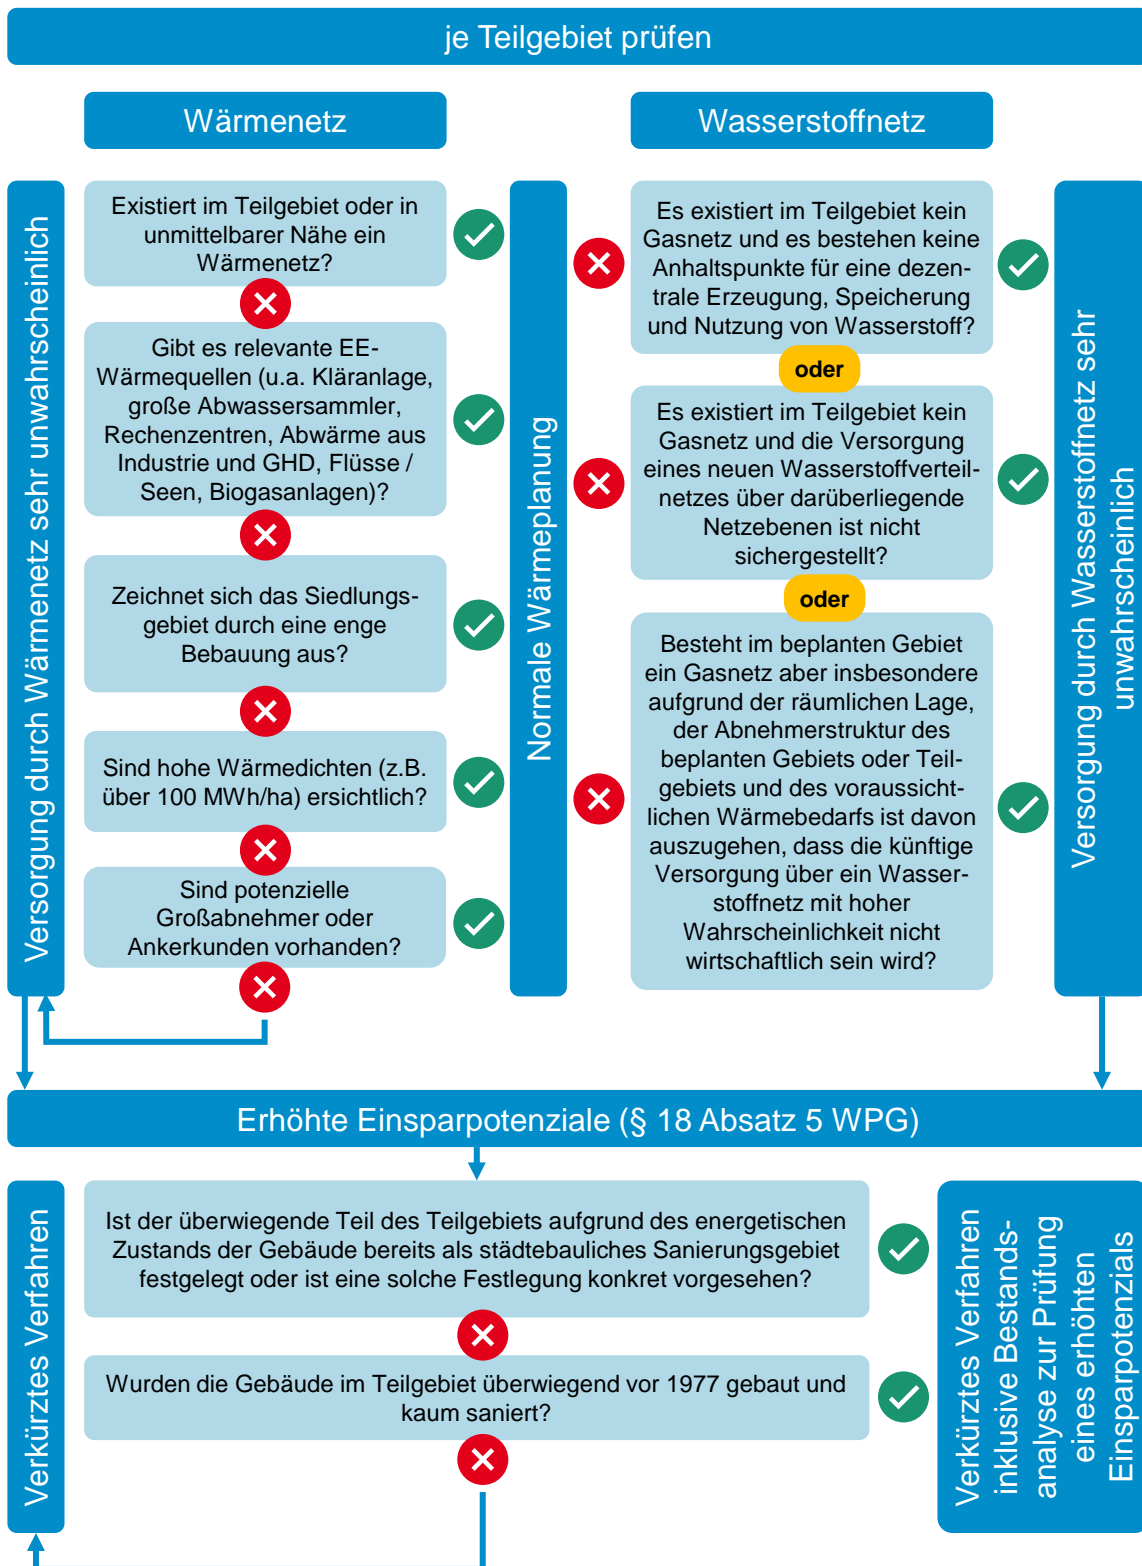 je Teilgebiet prüfen
Wärmenetz
Wasserstoffnetz
Versorgung durch Wärmenetz sehr unwahrscheinlich
Existiert im Teilgebiet oder in
unmittelbarer Nähe ein
Wärmenetz?
Gibt es relevante EE-
Wärmequellen (u.a. Kläranlage,
große Abwassersammler,
Rechenzentren, Abwärme aus
Industrie und GHD, Flüsse /
Seen, Biogasanlagen)?
Zeichnet sich das Siedlungs-
gebiet durch eine enge
Bebauung aus?
Sind hohe Wärmedichten (z.B.
über 100 MWh/ha) ersichtlich?
Sind potenzielle
Großabnehmer oder
Ankerkunden vorhanden?
Normale Wärmeplanung
Es existiert im Teilgebiet kein
Gasnetz und es bestehen keine
Anhaltspunkte für eine dezen-
trale Erzeugung, Speicherung
und Nutzung von Wasserstoff?
oder
Es existiert im Teilgebiet kein
Gasnetz und die Versorgung
eines neuen Wasserstoffverteil-
netzes über darüberliegende
Netzebenen ist nicht
sichergestellt?
oder
Besteht im beplanten Gebiet
ein Gasnetz aber insbesondere
aufgrund der räumlichen Lage,
der Abnehmerstruktur des
beplanten Gebiets oder Teil-
gebiets und des voraussicht-
lichen Wärmebedarfs ist davon
auszugehen, dass die künftige
Versorgung über ein Wasser-
stoffnetz mit hoher
Wahrscheinlichkeit nicht
wirtschaftlich sein wird?
Versorgung durch Wasserstoffnetz sehr
unwahrscheinlich
Erhöhte Einsparpotenziale (§ 18 Absatz 5 WPG)
Verkürztes Verfahren
Ist der überwiegende Teil des Teilgebiets aufgrund des energetischen
Zustands der Gebäude bereits als städtebauliches Sanierungsgebiet
festgelegt oder ist eine solche Festlegung konkret vorgesehen?
Wurden die Gebäude im Teilgebiet überwiegend vor 1977 gebaut und
kaum saniert?
Verkürztes Verfahren
inklusive Bestands-
analyse zur Prüfung
eines erhöhten
Einsparpotenzials